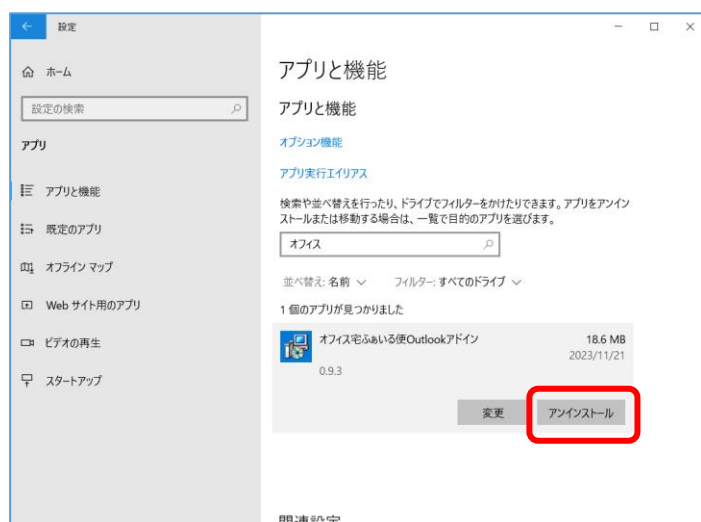 設定
ホーム
設定の検索
アプリ
アプリと機能
既定のアプリ
オフライン マップ
Web サイト用のアプリ
ビデオの再生
スタートアップ
アプリと機能
アプリと機能
オプション機能
アプリ実行エイリアス
検索や並べ替えを行ったり、ドライブでフィルターをかけたりできます。アプリをアンイン
ストールまたは移動する場合は、一覧で目的のアプリを選びます。
オフィス
並べ替え: 名前 フィルター: すべてのドライブ
1 個のアプリが見つかりました
オフィス宅ふぁいる便Outlookアドイン 18.6 MB
2023/11/21
0.9.3
変更 アンインストール
関連設定